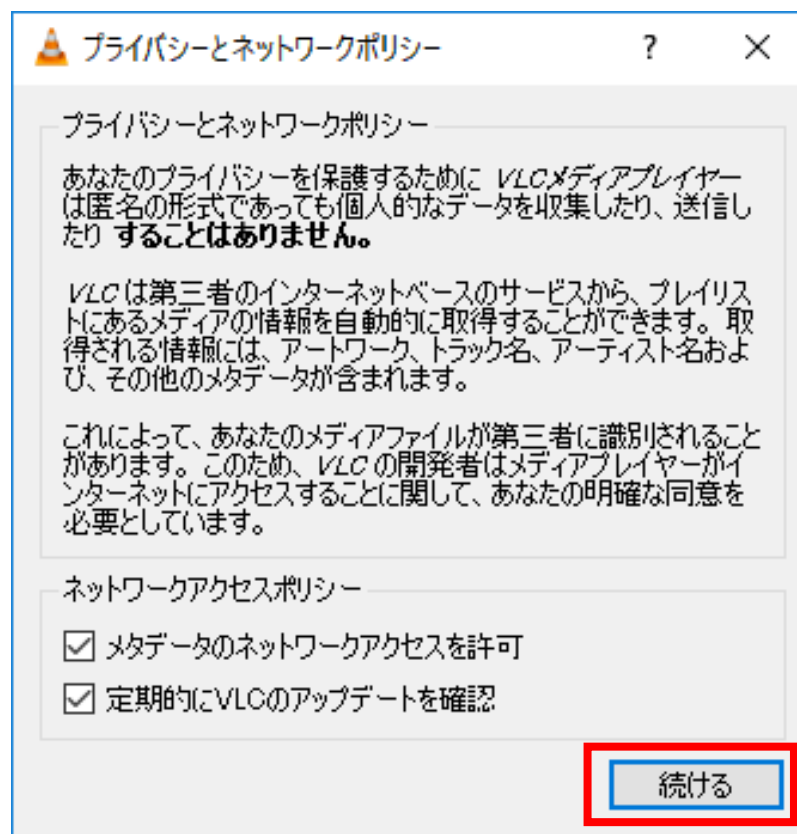 プライバシーとネットワークポリシー
?
プライバシーとネットワークポリシー
あなたのプライバシーを保護するために VLCメディアプレイヤー
は匿名の形式であっても個人的なデータを収集したり、送信し
たり することはありません。
VLC は第三者のインターネットベースのサービスから、プレイリス
トにあるメディアの情報を自動的に取得することができます。取
得される情報には、アートワーク、トラック名、アーティスト名およ
び、その他のメタデータが含まれます。
これによって、あなたのメディアファイルが第三者に識別されること
があります。このため、VLC の開発者はメディアプレイヤーがイ
ンターネットにアクセスすることに関して、あなたの明確な同意を
必要としています。
ネットワークアクセスポリシー
メタデータのネットワークアクセスを許可
定期的にVLCのアップデートを確認
続ける